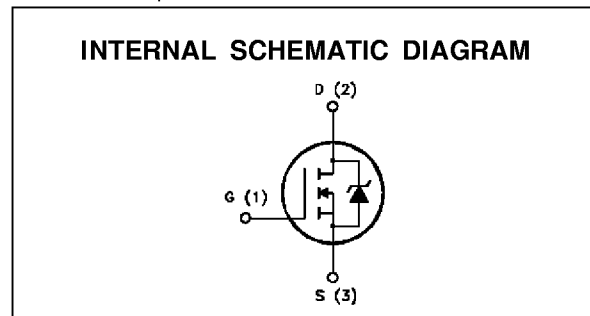 INTERNAL SCHEMATIC DIAGRAM
D (2)
G (1)
S (3)